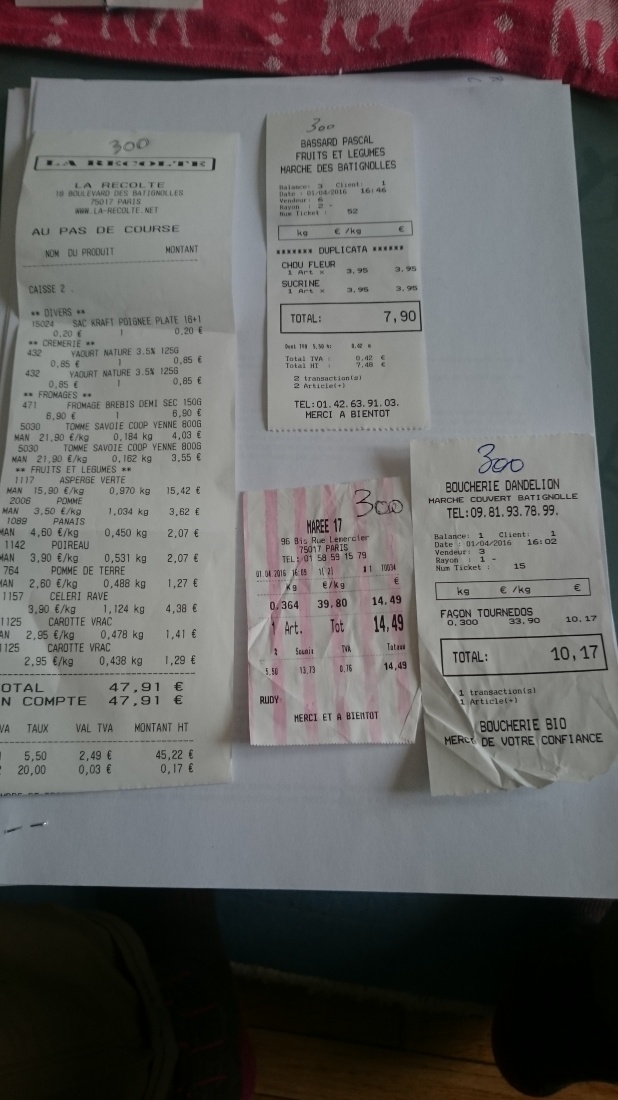 300
LA RECOLTE
LA RECOLTE
18 BOULEVARD DES BATIGNOLLES
75017 PARIS
WWW.LA-RECOLTE.NET
AU PAS DE COURSE
NOM DU PRODUIT MONTANT
CAISSE 2
** DIVERS **
15024 SAC KRAFT POIGNEE PLATE 16+1
0,20 € 1 0,20 €
** CREMERIE **
432 YAOURT NATURE 3.5% 125G
0,85 € 1 0,85 €
432 YAOURT NATURE 3.5% 125G
0,85 € 1 0,85 €
** FROMAGES **
471 FROMAGE BREBIS DEMI SEC 150G
6,90 € 1 6,90 €
5030 TOMME SAVOIE COOP YENNE 800G
MAN 21,90 €/kg 0,184 kg 4,03 €
5030 TOMME SAVOIE COOP YENNE 800G
MAN 21,90 €/kg 0,162 kg 3,55 €
** FRUITS ET LEGUMES **
1117 ASPERGE VERTE
MAN 15,90 €/kg 0,970 kg 15,42 €
2006 POMME
MAN 3,50 €/kg 1,034 kg 3,62 €
1089 PANAIS
MAN 4,60 €/kg 0,450 kg 2,07 €
1142 POIREAU
MAN 3,90 €/kg 0,531 kg 2,07 €
764 POMME DE TERRE
MAN 2,60 €/kg 0,488 kg 1,27 €
1157 CELERI RAVE
3,90 €/kg 1,124 kg 4,38 €
1125 CAROTTE VRAC
AN 2,95 €/kg 0,478 kg 1,41 €
1125 CAROTTE VRAC
2,95 €/kg 0,438 kg 1,29 €
OTAL 47,91 €
N COMPTE 47,91 €
VA TAUX VAL TVA MONTANT HT
5,50 2,49 € 45,22 €
20,00 0,03 € 0,17 €
300
BASSARD PASCAL
FRUITS ET LEGUMES
MARCHE DES BATIGNOLLES
Balance: 3 Client: 1
Date : 01/04/2016 16:46
Vendeur: 6
Rayon : 2 -
Num Ticket : 52
kg € /kg €
******* DUPLICATA ******
CHOU FLEUR
1 Art x 3,95 3,95
SUCRINE
1 Art x 3,95 3,95
TOTAL: 7,90
Dont TVA 5,50 % 0,42 €
Total TVA : 0,42 €
Total HT : 7,48 €
2 transaction(s)
2 Article(+)
TEL:01.42.63.91.03.
MERCI A BIENTOT
300
MAREE 17
96 Bis Rue Lemercier
75017 PARIS
TEL: 01 58 59 15 79
01 04 2016 16:09 1( 2) # 1 10034
Kg €/kg €
0.364 39.80 14.49
1 Art. Tot 14,49
% Soumis TVA Totaux
5.50 13,73 0,76 14,49
RUDY
MERCI ET A BIENTOT
300
BOUCHERIE DANDELION
MARCHE COUVERT BATIGNOLLE
TEL:09.81.93.78.99.
Balance: 1 Client: 1
Date : 01/04/2016 16:02
Vendeur: 3
Rayon : 1 -
Num Ticket : 15
kg € /kg €
FAÇON TOURNEDOS
0,300 33,90 10.17
TOTAL: 10,17
1 transaction(s)
1 Article(+)
BOUCHERIE BIO
MERCI DE VOTRE CONFIANCE